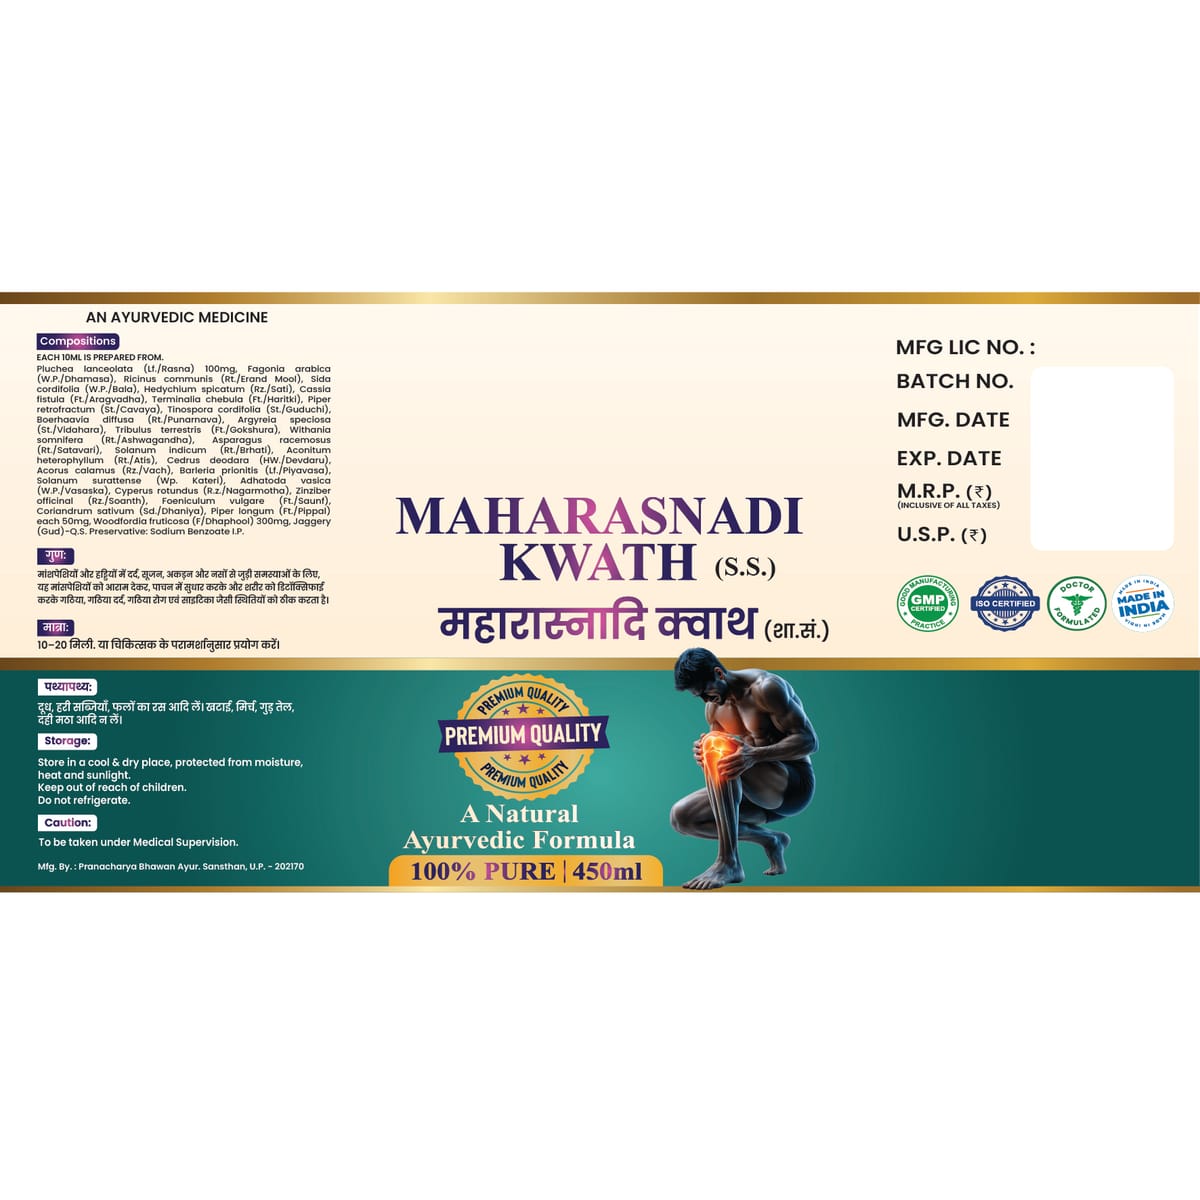 AN AYURVEDIC MEDICINE
Compositions
EACH 10ML IS PREPARED FROM.
Pluchea lanceolata (Lf./Rasna) 100mg, Fagonia arabica
(W.P./Dhamasa), Ricinus communis (Rt./Erand Mool), Sida
cordifolia (W.P./Bala), Hedychium spicatum (Rz./Sati), Cassia
fistula (Ft./Aragvadha), Terminalia chebula (Ft./Haritki), Piper
retrofractum (St./Cavaya), Tinospora cordifolia (St./Guduchi),
Boerhaavia diffusa (Rt./Punarnava), Argyreia speciosa
(St./Vidahara), Tribulus terrestris (Ft./Gokshura), Withania
somnifera (Rt./Ashwagandha), Asparagus racemosus
(Rt./Satavari), Solanum indicum (Rt./Brhati), Aconitum
heterophyllum (Rt./Atis), Cedrus deodara (HW./Devdaru),
Acorus calamus (Rz./Vach), Barleria prionitis (Lf./Piyavasa),
Solanum surattense (Wp. Kateri), Adhatoda vasica
(W.P./Vasaska), Cyperus rotundus (R.z./Nagarmotha), Zinziber
officinal (Rz./Soanth), Foeniculum vulgare (Ft./Saunf),
Coriandrum sativum (Sd./Dhaniya), Piper longum (Ft./Pippal)
each 50mg, Woodfordia fruticosa (F/Dhaphool) 300mg, Jaggery
(Gud)-Q.S. Preservative: Sodium Benzoate I.P.
गुण:
मांशपेशियों और हड्डियों में दर्द, सूजन, अकड़न और नसों से जुड़ी समस्याओं के लिए,
यह मांसपेशियों को आराम देकर, पाचन में सुधार करके और शरीर को डिटॉक्सिफाई
करके गठिया, गठिया दर्द, गठिया रोग एवं साइटिका जैसी स्थितियों को ठीक करता है।
मात्रा:
10-20 मिली. या चिकित्सक के परामर्शानुसार प्रयोग करें।
पथ्यापथ्य:
दूध, हरी सब्जियाँ, फलों का रस आदि लें। खटाई, मिर्च, गुड़ तेल,
दही मठा आदि न लें।
Storage:
Store in a cool & dry place, protected from moisture,
heat and sunlight.
Keep out of reach of children.
Do not refrigerate.
Caution:
To be taken under Medical Supervision.
Mfg. By. : Pranacharya Bhawan Ayur. Sansthan, U.P. - 202170
MAHARASNADI
KWATH (S.S.)
महारास्नादि क्वाथ (शा.सं.)
PREMIUM QUALITY
PREMIUM QUALITY
PREMIUM QUALITY
A Natural
Ayurvedic Formula
100% PURE | 450ml
MFG LIC NO. :
BATCH NO.
MFG. DATE
EXP. DATE
M.R.P. (₹)
(INCLUSIVE OF ALL TAXES)
U.S.P. (₹)
GOOD MANUFACTURING
GMP
CERTIFIED
PRACTICE
ISO CERTIFIED
DOCTOR
FORMULATED
MADE IN INDIA
MADE IN
INDIA